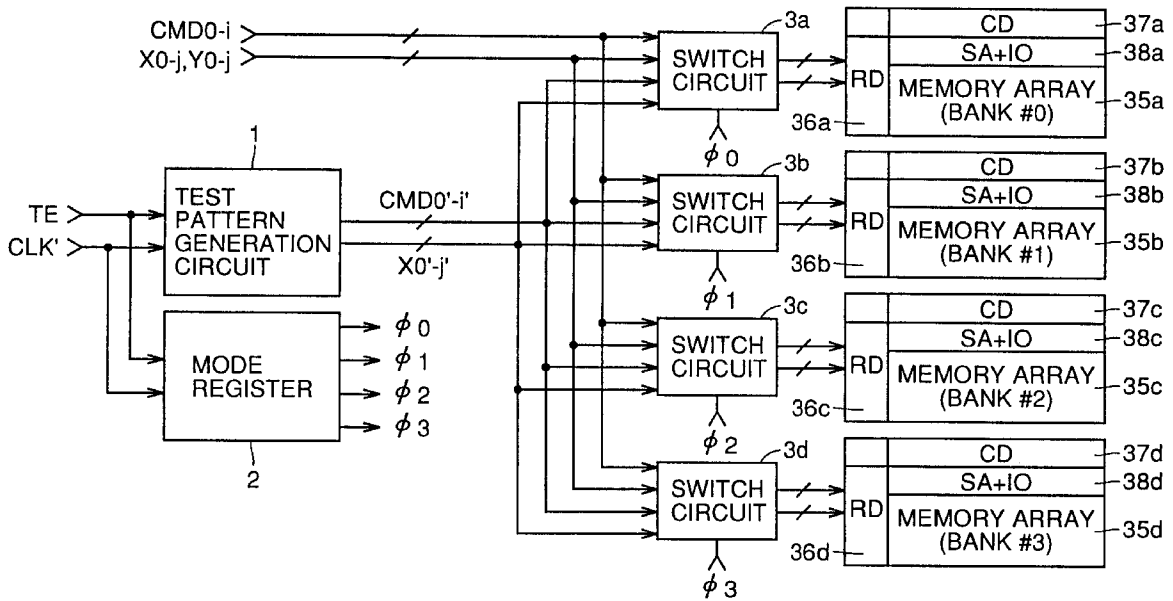 CMD0-i
X0-j,Y0-j
3a
SWITCH
CIRCUIT
ϕ0
RD
36a
CD
37a
SA+IO
38a
MEMORY ARRAY
(BANK #0)
35a
1
TE
CLK'
TEST
PATTERN
GENERATION
CIRCUIT
CMD0'-i'
X0'-j'
3b
SWITCH
CIRCUIT
ϕ1
RD
36b
CD
37b
SA+IO
38b
MEMORY ARRAY
(BANK #1)
35b
MODE
REGISTER
2
ϕ0
ϕ1
ϕ2
ϕ3
3c
SWITCH
CIRCUIT
ϕ2
RD
36c
CD
37c
SA+IO
38c
MEMORY ARRAY
(BANK #2)
35c
3d
SWITCH
CIRCUIT
ϕ3
RD
36d
CD
37d
SA+IO
38d
MEMORY ARRAY
(BANK #3)
35d